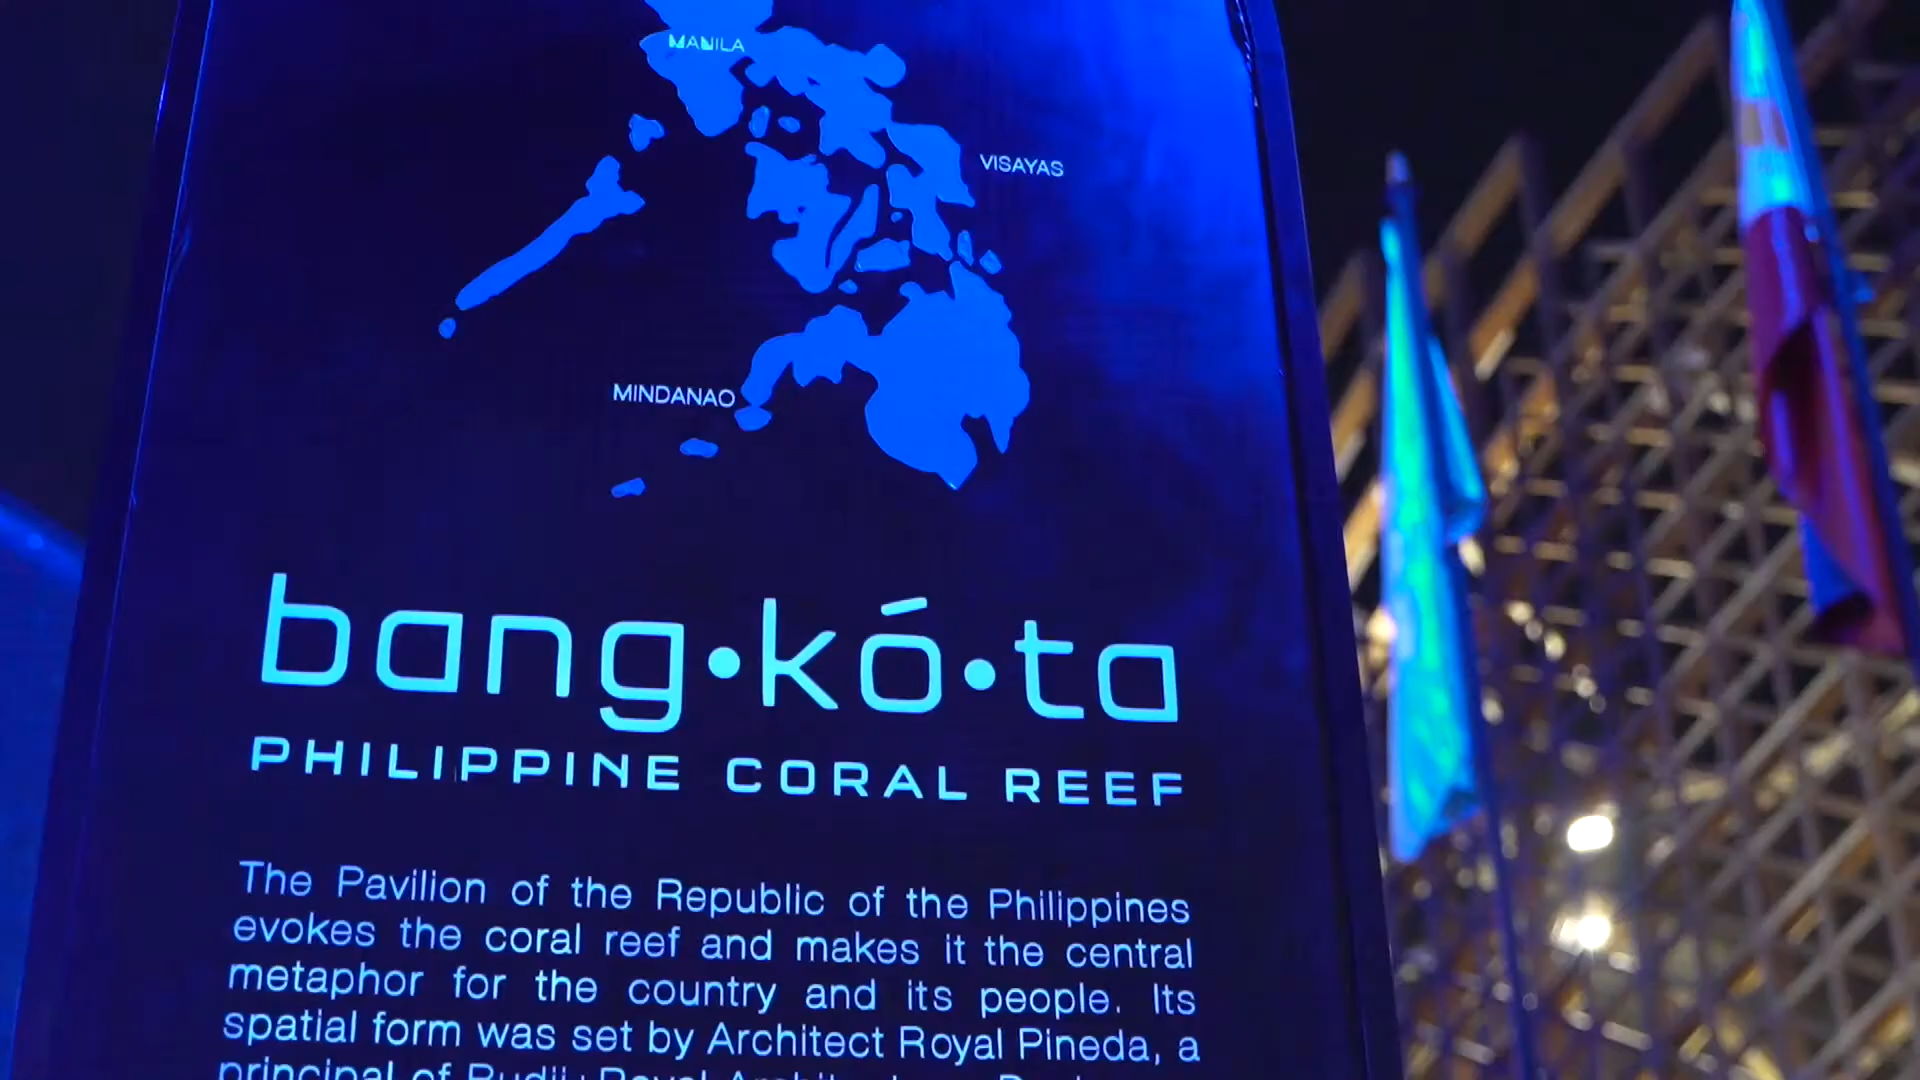 MANILA
VISAYAS
MINDANAO
bang•kó•ta
PHILIPPINE CORAL REEF
The Pavilion of the Republic of the Philippines
evokes the coral reef and makes it the central
metaphor for the country and its people. Its
spatial form was set by Architect Royal Pineda, a
principal of